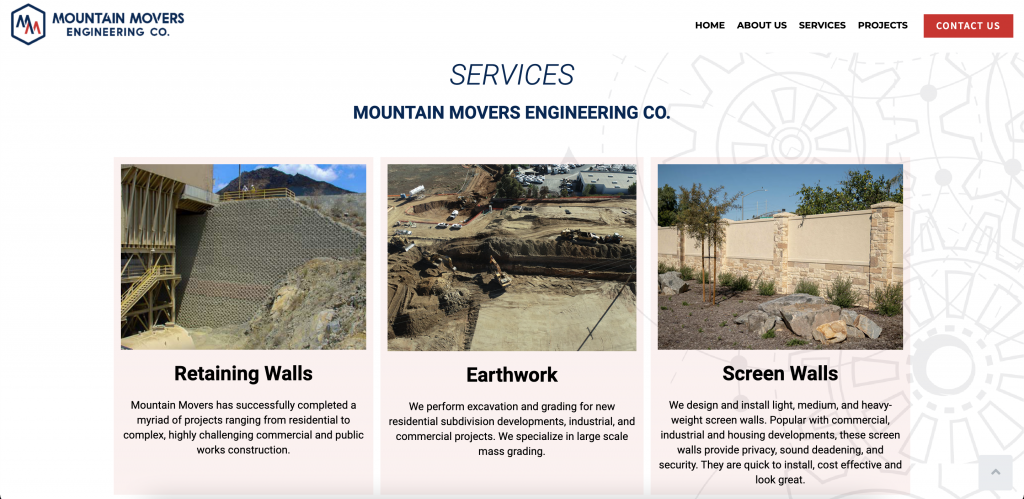 MOUNTAIN MOVERS
ENGINEERING CO.
HOME ABOUT US SERVICES PROJECTS CONTACT US
SERVICES
MOUNTAIN MOVERS ENGINEERING CO.
Retaining Walls
Mountain Movers has successfully completed a
myriad of projects ranging from residential to
complex, highly challenging commercial and public
works construction.
Earthwork
We perform excavation and grading for new
residential subdivision developments, industrial, and
commercial projects. We specialize in large scale
mass grading.
Screen Walls
We design and install light, medium, and heavy-
weight screen walls. Popular with commercial,
industrial and housing developments, these screen
walls provide privacy, sound deadening, and
security. They are quick to install, cost effective and
look great.